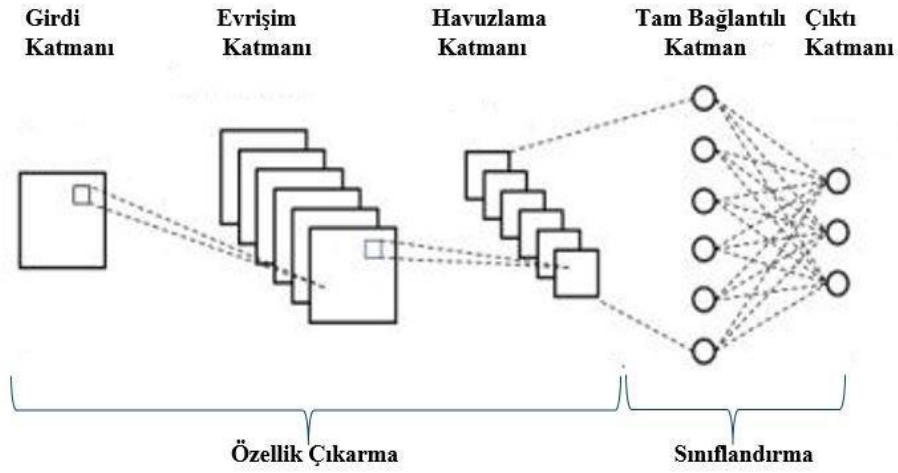 Girdi
Katmanı
Evrişim
Katmanı
Havuzlama
Katmanı
Tam Bağlantılı
Katman
Çıktı
Katmanı
Özellik Çıkarma
Sınıflandırma